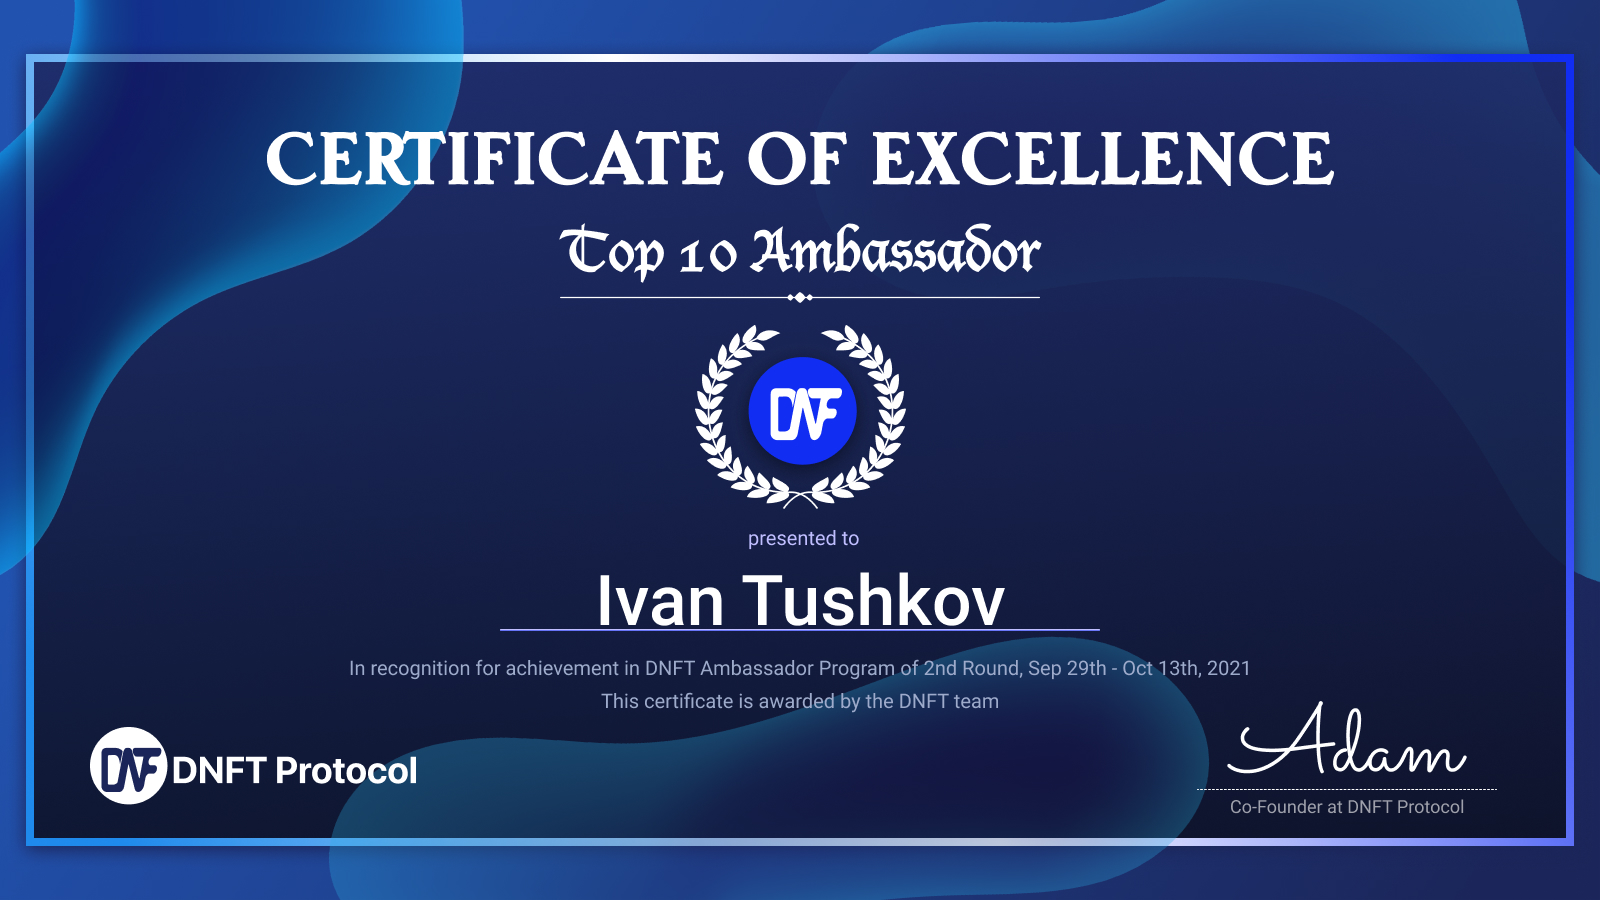 CERTIFICATE OF EXCELLENCE
Top 10 Ambassador
DNF
presented to
Ivan Tushkov
In recognition for achievement in DNFT Ambassador Program of 2nd Round, Sep 29th - Oct 13th, 2021
This certificate is awarded by the DNFT team
DNF DNFT Protocol
Adam
Co-Founder at DNFT Protocol